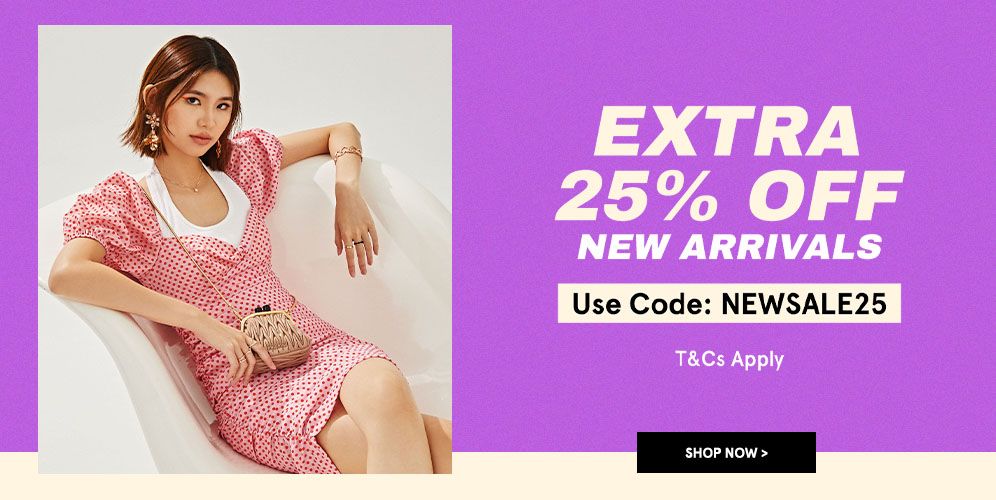 EXTRA
25% OFF
NEW ARRIVALS
Use Code: NEWSALE25
T&Cs Apply
SHOP NOW >